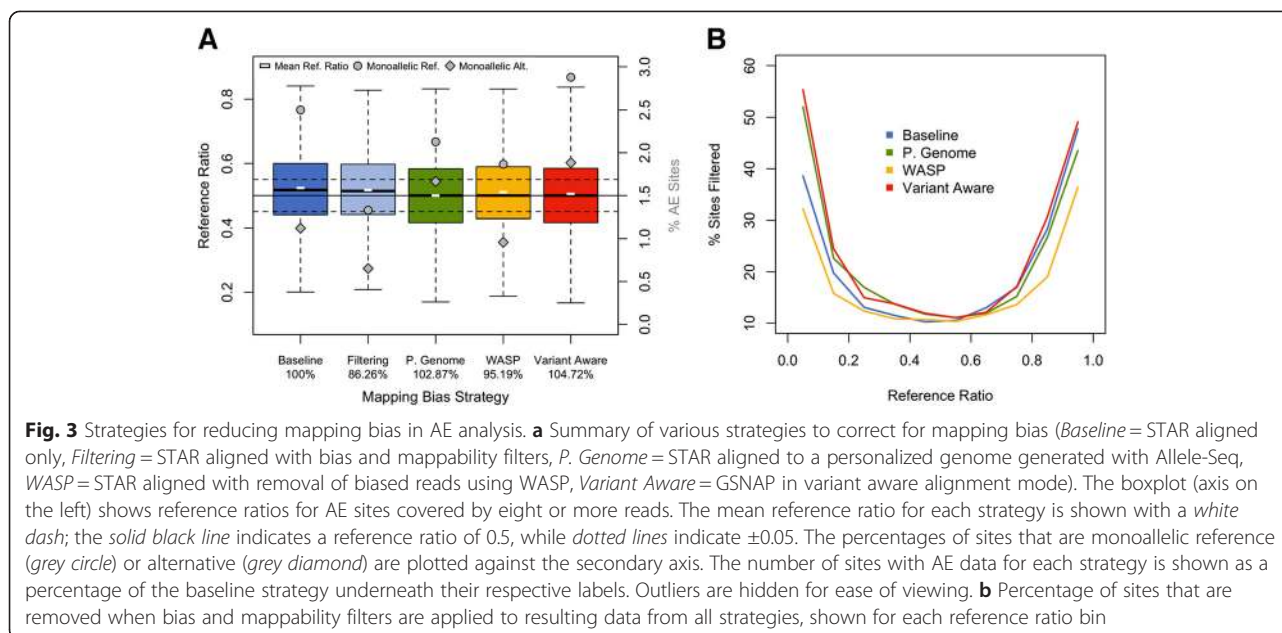 A
B
Mean Ref. Ratio Monoallelic Ref. Monoallelic Alt.
Reference Ratio
0.8
0.6
0.4
0.2
3.0
2.5
2.0
1.5
1.0
0.5
0.0
% AE Sites
Baseline Filtering P. Genome WASP Variant Aware
100% 86.26% 102.87% 95.19% 104.72%
Mapping Bias Strategy
% Sites Filtered
60
50
40
30
20
10
Baseline
P. Genome
WASP
Variant Aware
0.0 0.2 0.4 0.6 0.8 1.0
Reference Ratio
Fig. 3 Strategies for reducing mapping bias in AE analysis. a Summary of various strategies to correct for mapping bias (Baseline = STAR aligned
only, Filtering = STAR aligned with bias and mappability filters, P. Genome = STAR aligned to a personalized genome generated with Allele-Seq,
WASP = STAR aligned with removal of biased reads using WASP, Variant Aware = GSNAP in variant aware alignment mode). The boxplot (axis on
the left) shows reference ratios for AE sites covered by eight or more reads. The mean reference ratio for each strategy is shown with a white
dash; the solid black line indicates a reference ratio of 0.5, while dotted lines indicate ±0.05. The percentages of sites that are monoallelic reference
(grey circle) or alternative (grey diamond) are plotted against the secondary axis. The number of sites with AE data for each strategy is shown as a
percentage of the baseline strategy underneath their respective labels. Outliers are hidden for ease of viewing. b Percentage of sites that are
removed when bias and mappability filters are applied to resulting data from all strategies, shown for each reference ratio bin